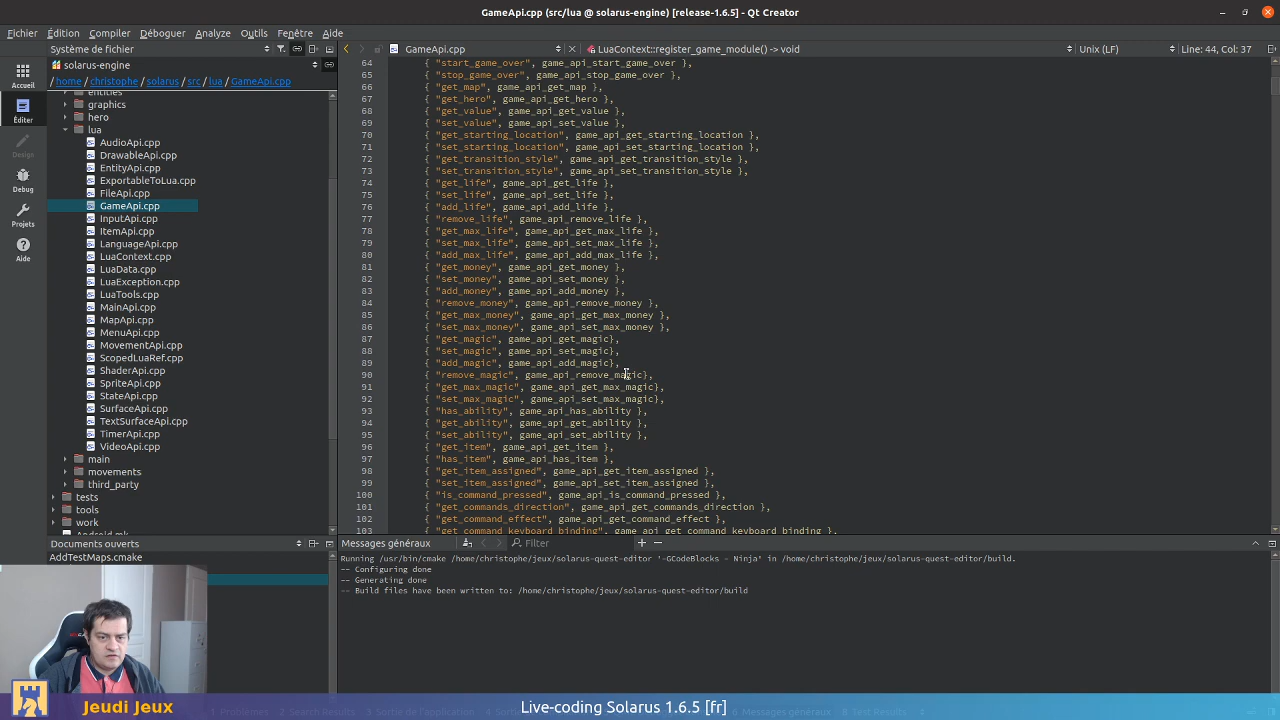 GameApi.cpp (src/lua @ solarus-engine) [release-1.6.5] - Qt Creator
Fichier Édition Compiler Déboguer Analyze Outils Fenêtre Aide
Système de fichier
GameApi.cpp
LuaContext::register_game_module() → void
Unix (LF)
Line: 44, Col: 37
Accueil
Éditer
Design
Debug
Projets
Aide
solarus-engine
/ home / christophe / solarus / src / lua / GameApi.cpp
entities
graphics
hero
lua
AudioApi.cpp
DrawableApi.cpp
EntityApi.cpp
ExportableToLua.cpp
FileApi.cpp
GameApi.cpp
InputApi.cpp
ItemApi.cpp
LanguageApi.cpp
LuaContext.cpp
LuaData.cpp
LuaException.cpp
LuaTools.cpp
MainApi.cpp
MapApi.cpp
MenuApi.cpp
MovementApi.cpp
ScopedLuaRef.cpp
ShaderApi.cpp
SpriteApi.cpp
StateApi.cpp
SurfaceApi.cpp
TextSurfaceApi.cpp
TimerApi.cpp
VideoApi.cpp
main
movements
third_party
tests
tools
work
Android.mk
64 { "start_game_over", game_api_start_game_over },
65 { "stop_game_over", game_api_stop_game_over },
66 { "get_map", game_api_get_map },
67 { "get_hero", game_api_get_hero },
68 { "get_value", game_api_get_value },
69 { "set_value", game_api_set_value },
70 { "get_starting_location", game_api_get_starting_location },
71 { "set_starting_location", game_api_set_starting_location },
72 { "get_transition_style", game_api_get_transition_style },
73 { "set_transition_style", game_api_set_transition_style },
74 { "get_life", game_api_get_life },
75 { "set_life", game_api_set_life },
76 { "add_life", game_api_add_life },
77 { "remove_life", game_api_remove_life },
78 { "get_max_life", game_api_get_max_life },
79 { "set_max_life", game_api_set_max_life },
80 { "add_max_life", game_api_add_max_life },
81 { "get_money", game_api_get_money },
82 { "set_money", game_api_set_money },
83 { "add_money", game_api_add_money },
84 { "remove_money", game_api_remove_money },
85 { "get_max_money", game_api_get_max_money },
86 { "set_max_money", game_api_set_max_money },
87 { "get_magic", game_api_get_magic},
88 { "set_magic", game_api_set_magic},
89 { "add_magic", game_api_add_magic},
90 { "remove_magic", game_api_remove_magic},
91 { "get_max_magic", game_api_get_max_magic},
92 { "set_max_magic", game_api_set_max_magic},
93 { "has_ability", game_api_has_ability },
94 { "get_ability", game_api_get_ability },
95 { "set_ability", game_api_set_ability },
96 { "get_item", game_api_get_item },
97 { "has_item", game_api_has_item },
98 { "get_item_assigned", game_api_get_item_assigned },
99 { "set_item_assigned", game_api_set_item_assigned },
100 { "is_command_pressed", game_api_is_command_pressed },
101 { "get_commands_direction", game_api_get_commands_direction },
102 { "get_command_effect", game_api_get_command_effect },
103 { "get_command_keyboard_binding", game_api_get_command_keyboard_binding },
Documents ouverts
AddTestMaps.cmake
Messages généraux
Filter
Running /usr/bin/cmake /home/christophe/jeux/solarus-quest-editor '-GCodeBlocks - Ninja' in /home/christophe/jeux/solarus-quest-editor/build.
-- Configuring done
-- Generating done
-- Build files have been written to: /home/christophe/jeux/solarus-quest-editor/build
Jeudi Jeux
Live-coding Solarus 1.6.5 [fr]